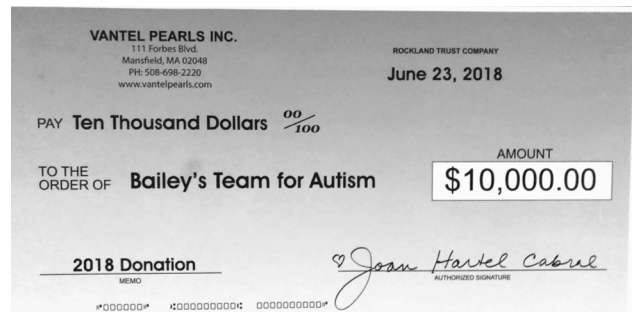 VANTEL PEARLS INC.
111 Forbes Blvd.
Mansfield, MA 02048
PH: 508-698-2220
www.vantelpearls.com
ROCKLAND TRUST COMPANY
June 23, 2018
PAY Ten Thousand Dollars 00/100
AMOUNT
TO THE
ORDER OF Bailey's Team for Autism $10,000.00
2018 Donation
MEMO
♡ Joan Hartel Cabral
AUTHORIZED SIGNATURE
⑈000000⑈ ⑆000000000⑆ 0000000000⑈